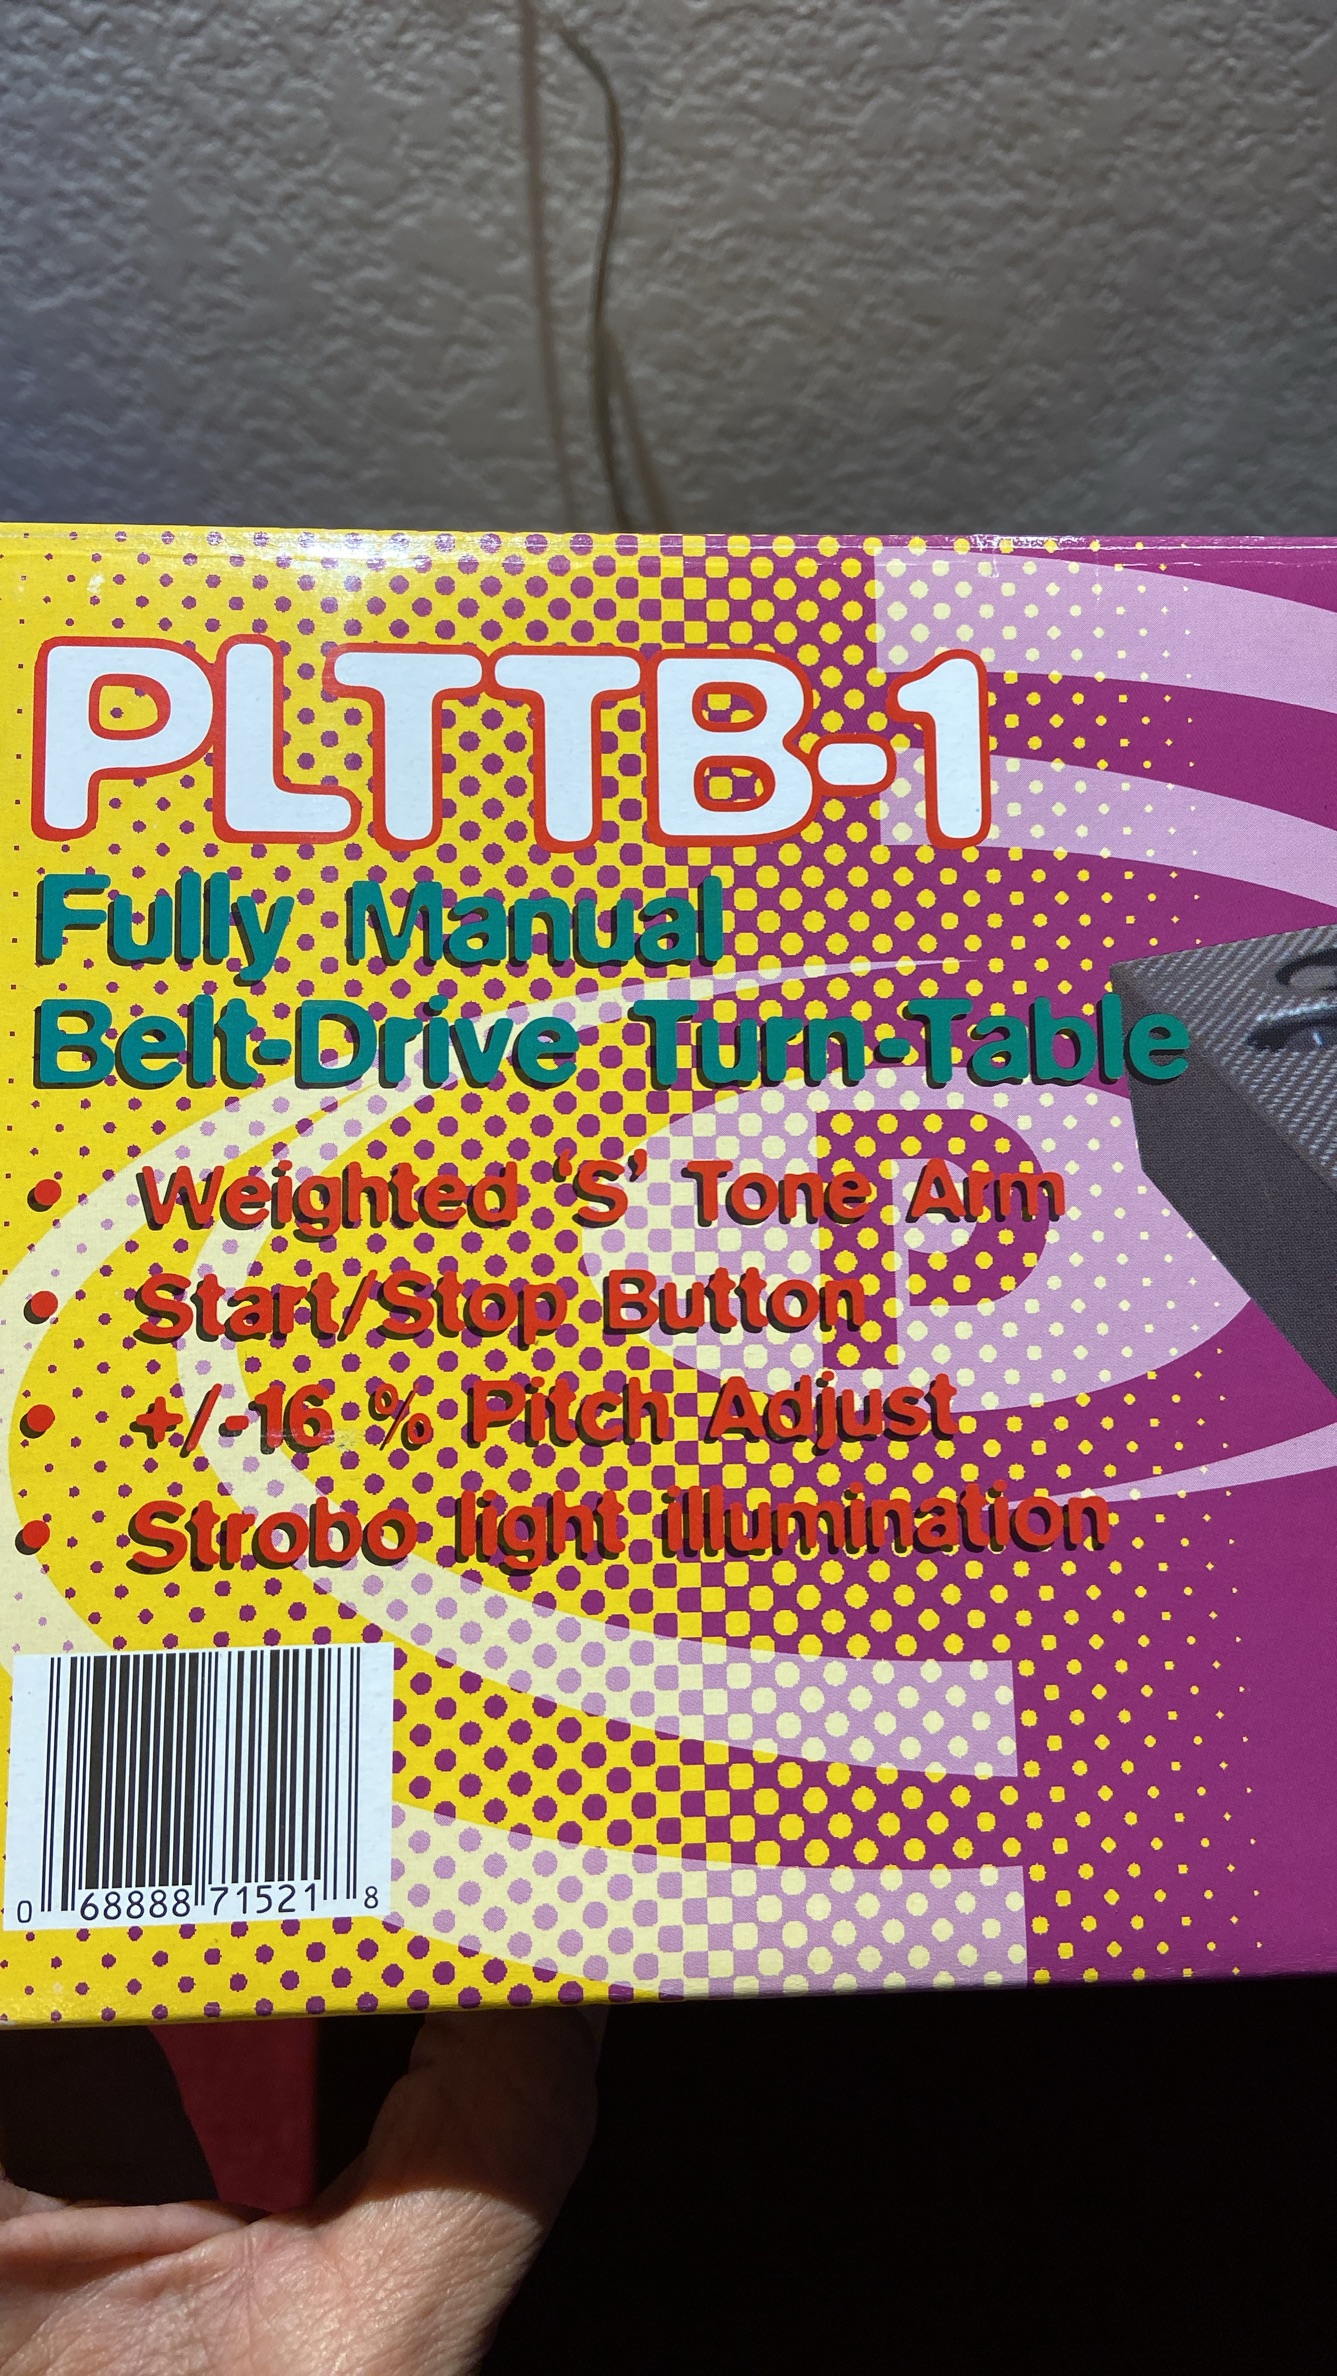 PLTTB-1
Fully Manual
Belt-Drive Turn-Table
P
• Weighted 'S' Tone Arm
• Start/Stop Button
• +/-16 % Pitch Adjust
• Strobo light illumination
0 68888 71521 8